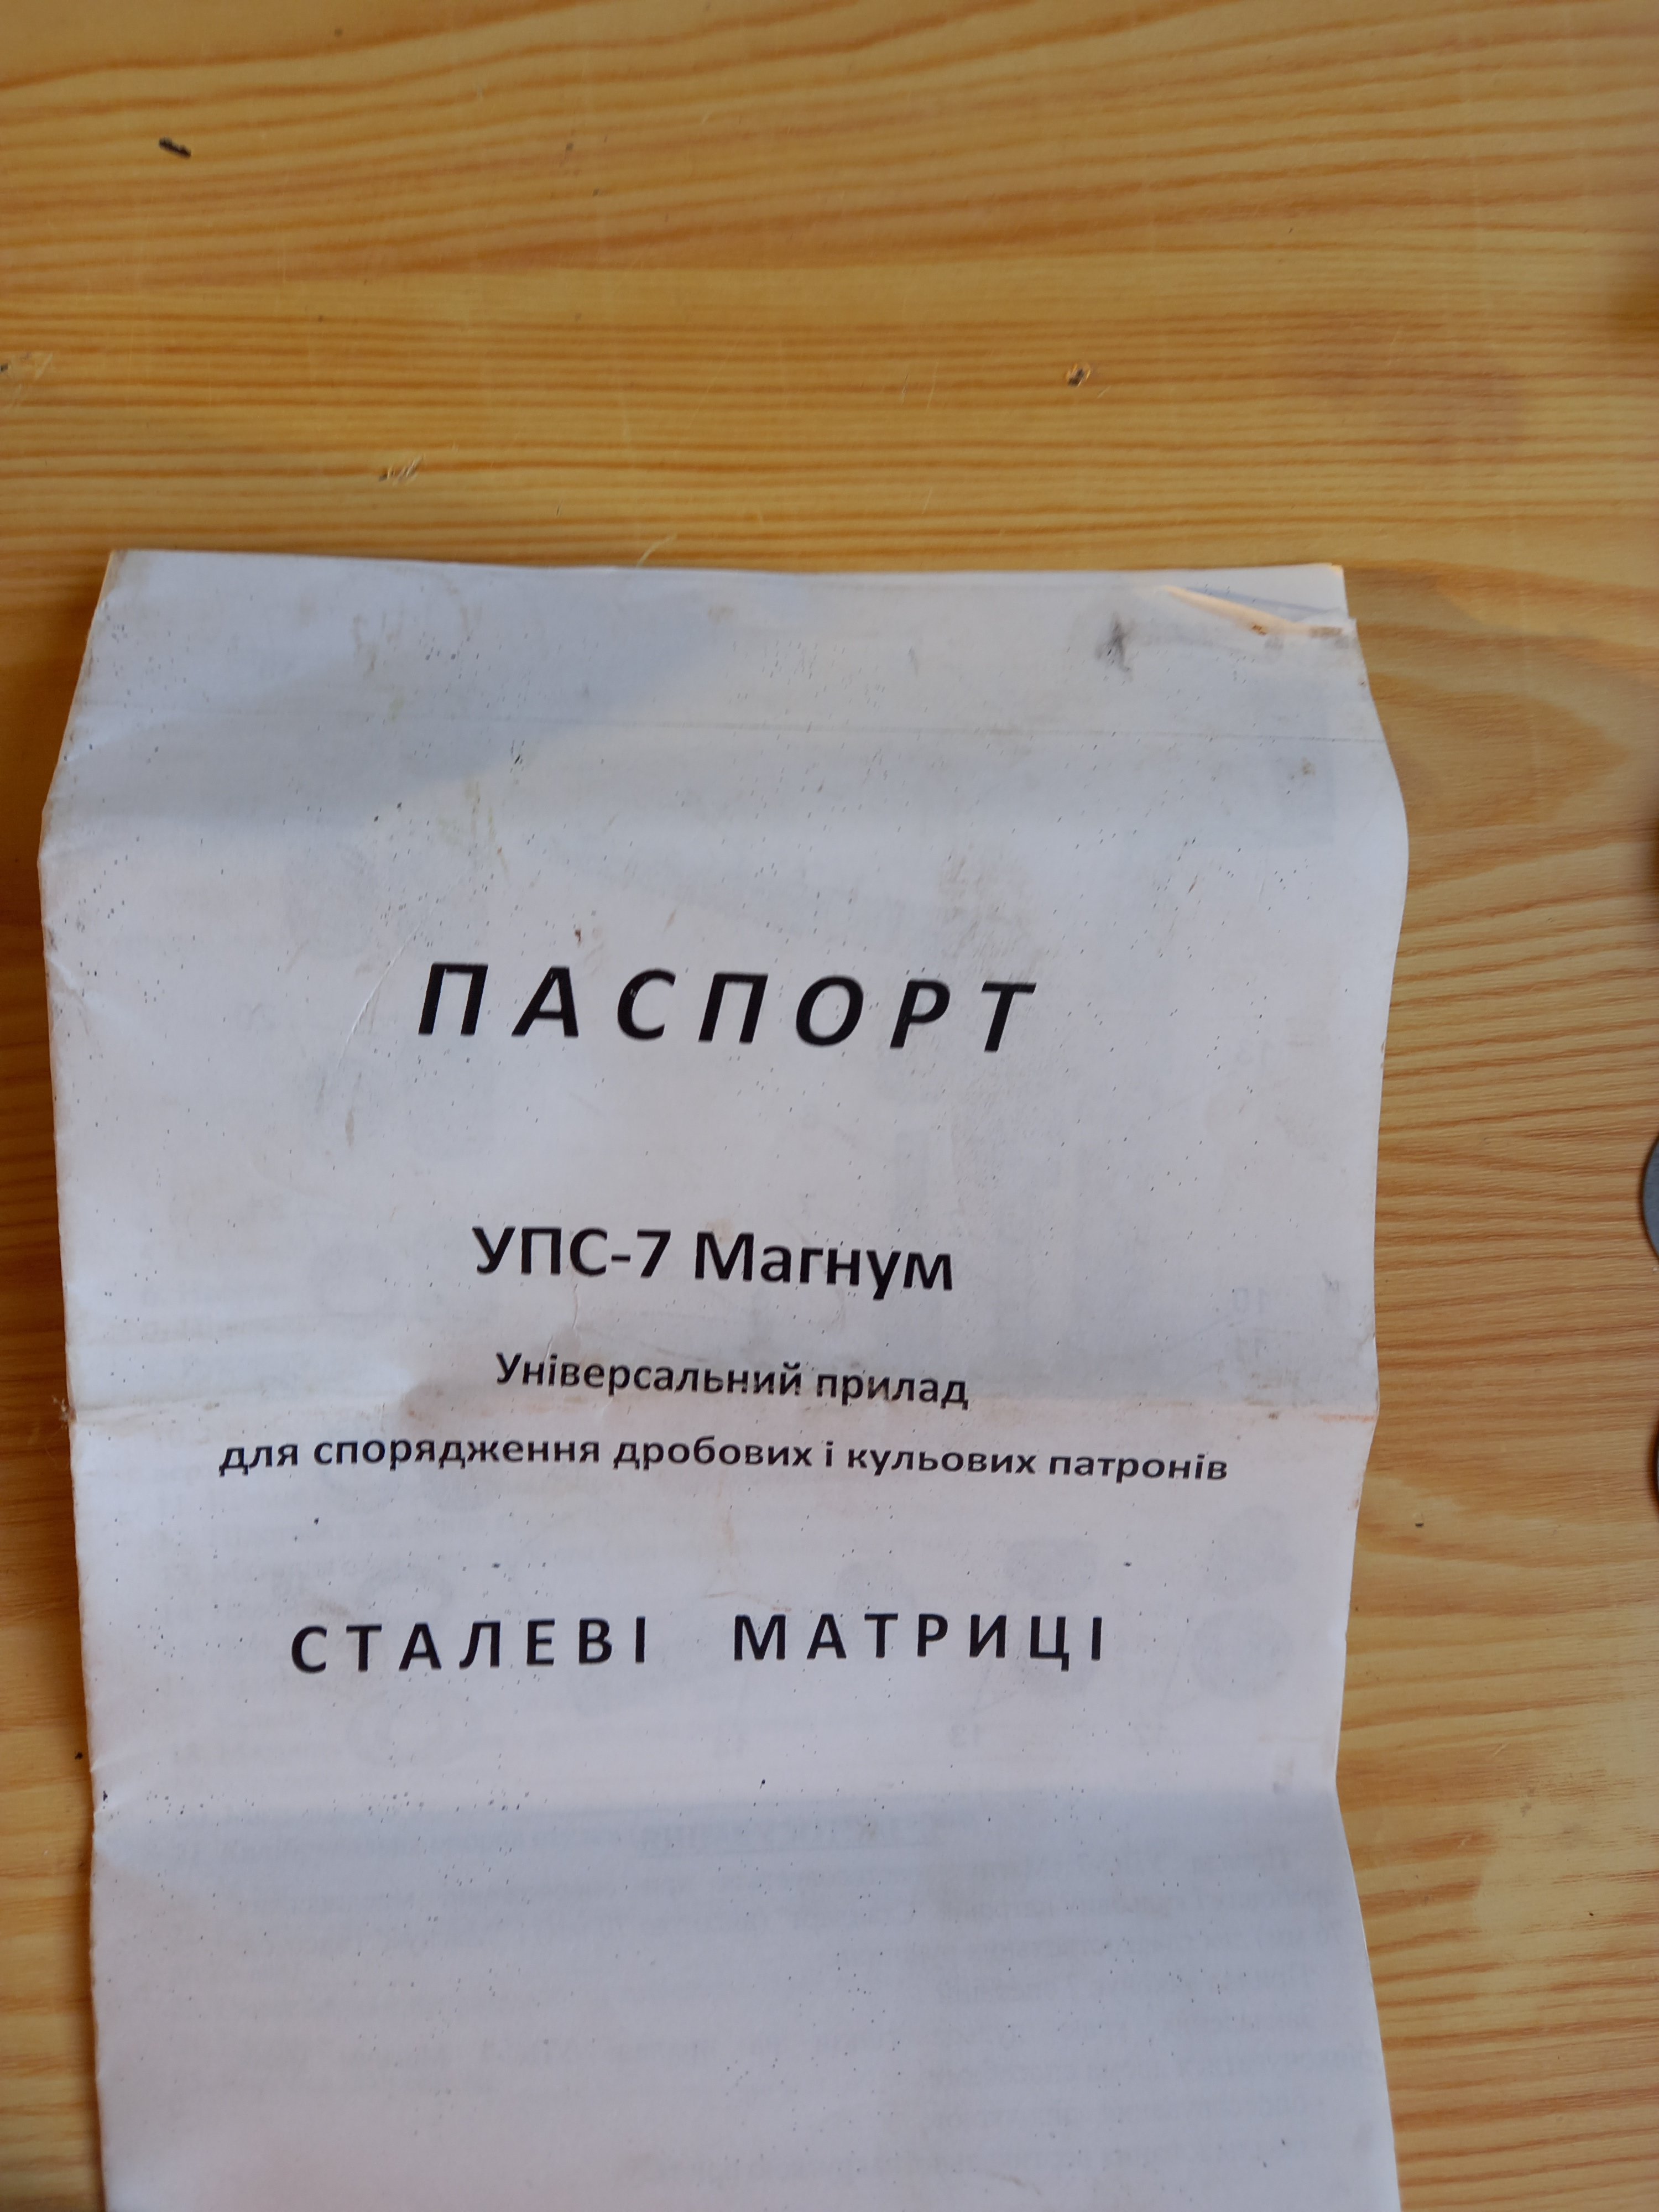 ПАСПОРТ
УПС-7 Магнум
Універсальний прилад
для спорядження дробових і кульових патронів
СТАЛЕВІ МАТРИЦІ